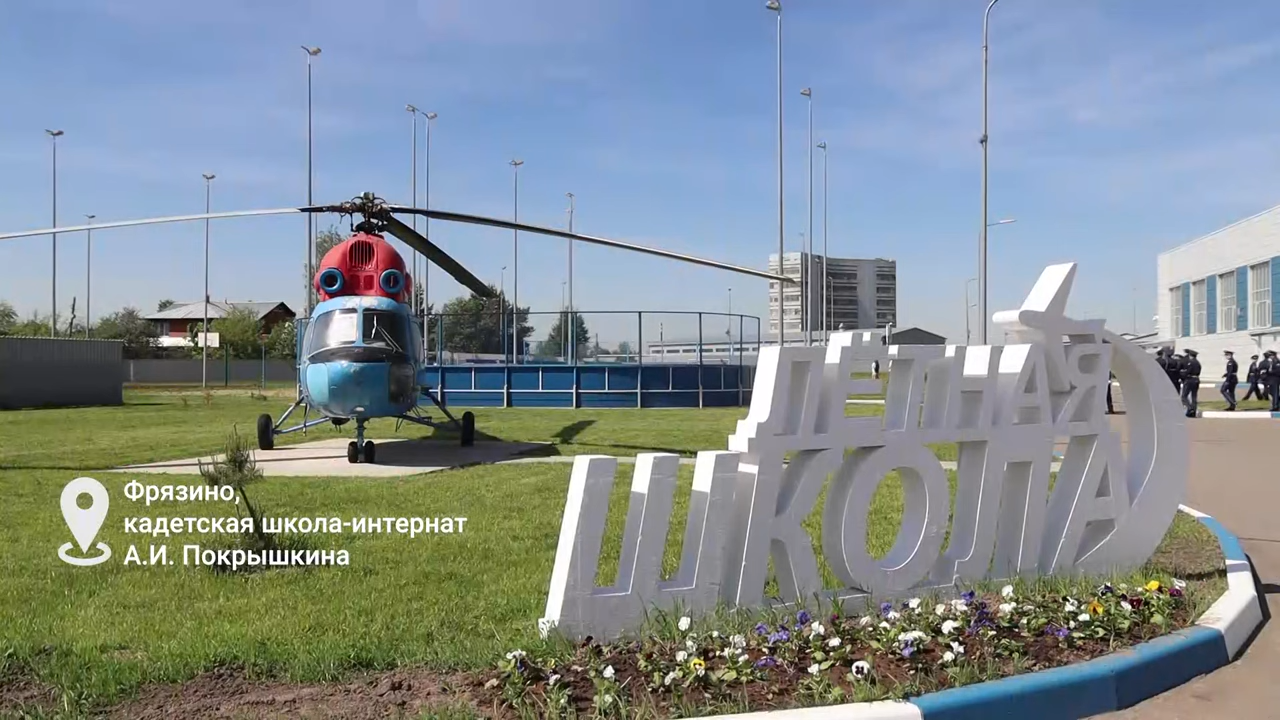 ЛЁТНАЯ
ШКОЛА
Фрязино,
кадетская школа-интернат
А.И. Покрышкина